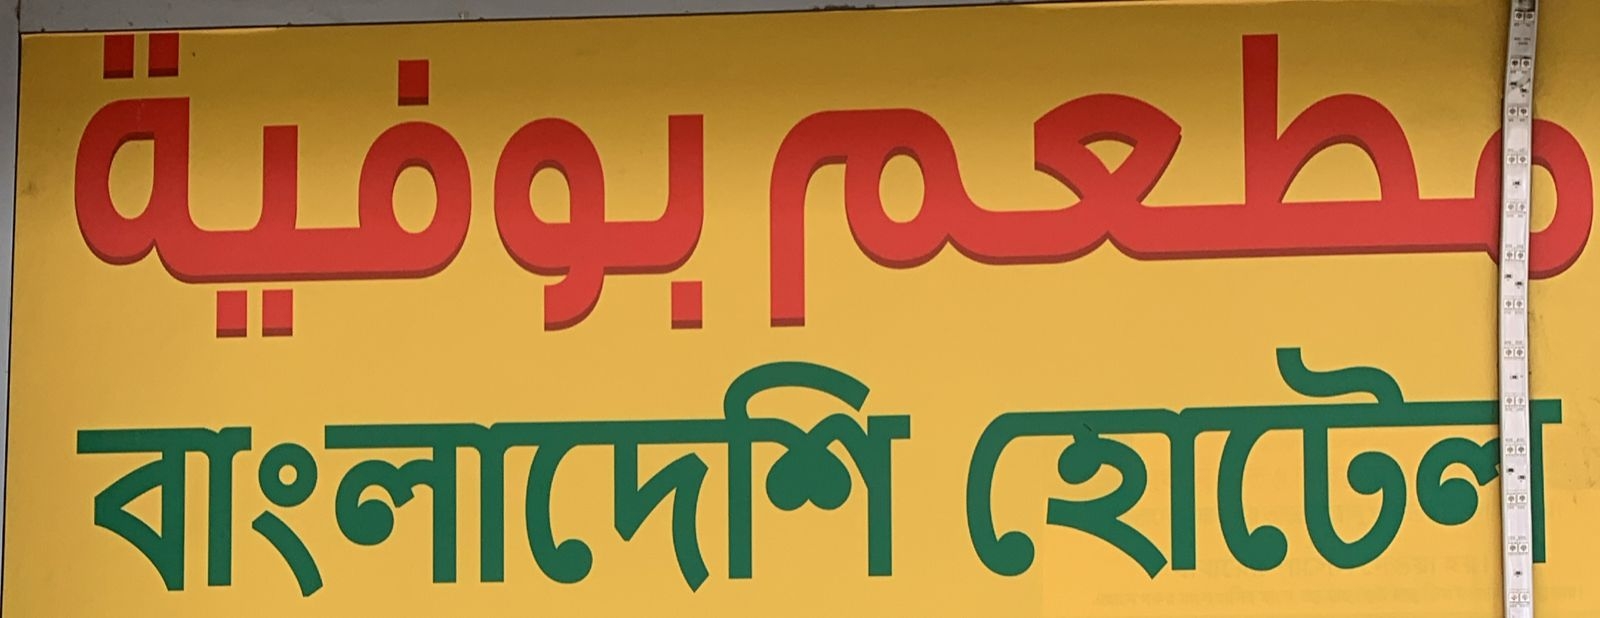 مطعم بوفية
বাংলাদেশি হোটেল